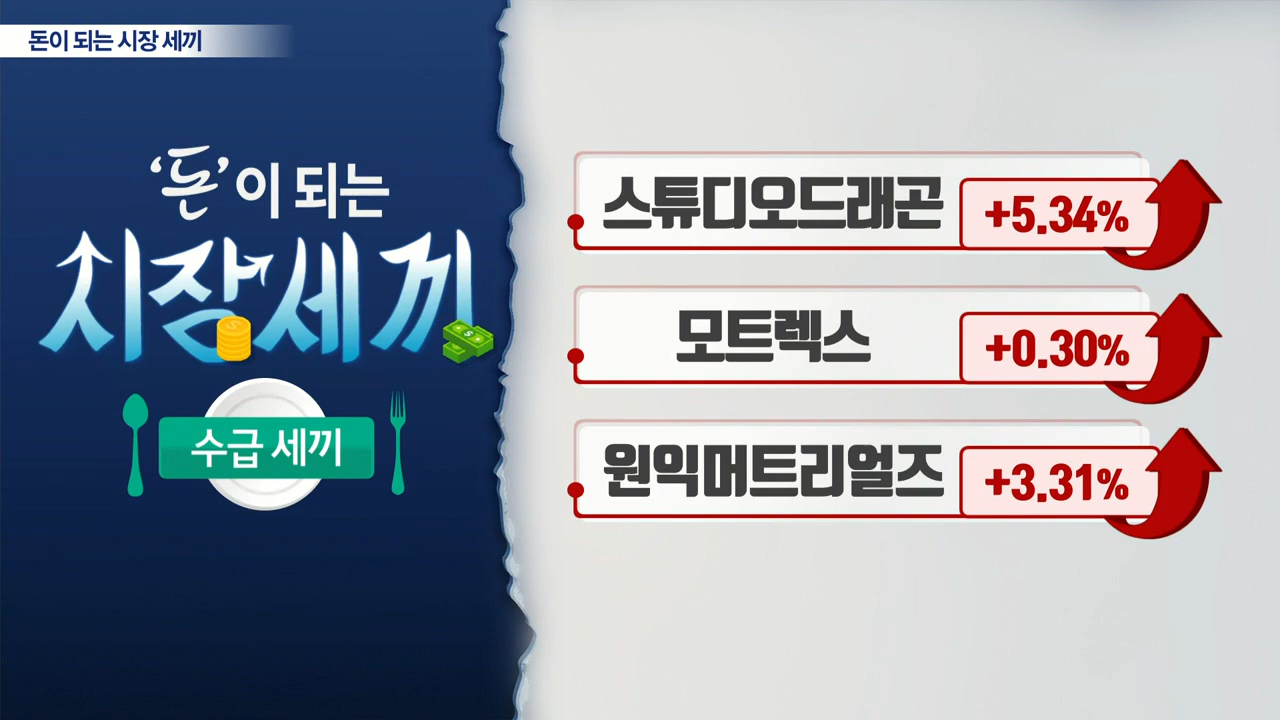 돈이 되는 시장 세끼
‘돈’이 되는
시장세끼
수급 세끼
스튜디오드래곤 +5.34%
모트렉스 +0.30%
원익머트리얼즈 +3.31%